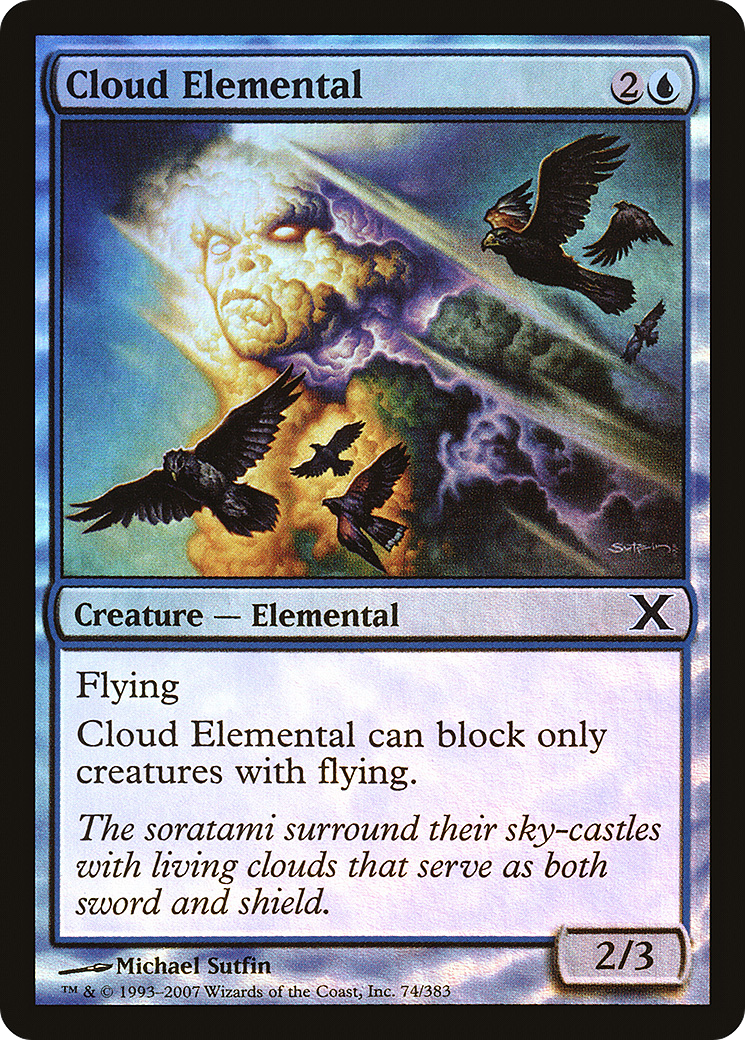 Cloud Elemental 2
Sutfin
Creature — Elemental X
Flying
Cloud Elemental can block only
creatures with flying.
The soratami surround their sky-castles
with living clouds that serve as both
sword and shield.
2/3
Michael Sutfin
™ & © 1993–2007 Wizards of the Coast, Inc. 74/383